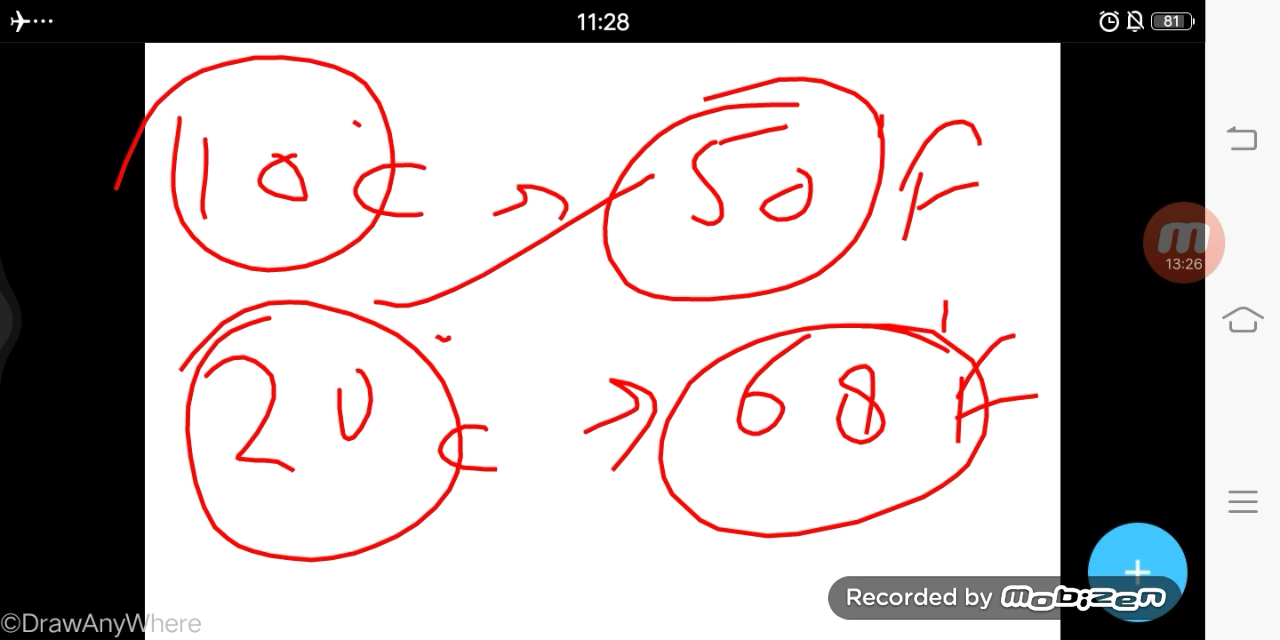 11:28
81
10 °C → 50 F
13:26
20 °C → 68 F
Recorded by mobizen
©DrawAnyWhere